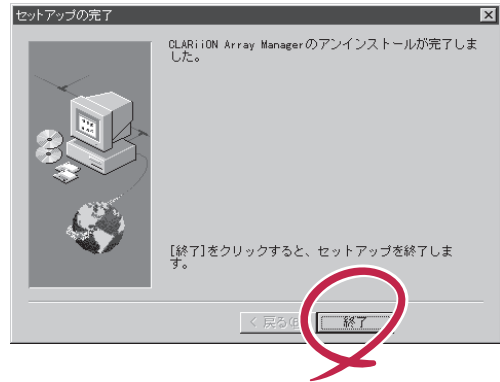 セットアップの完了
CLARiiON Array Managerのアンインストールが完了しま
した。
[終了]をクリックすると、セットアップを終了しま
す。
< 戻る(B)
終了